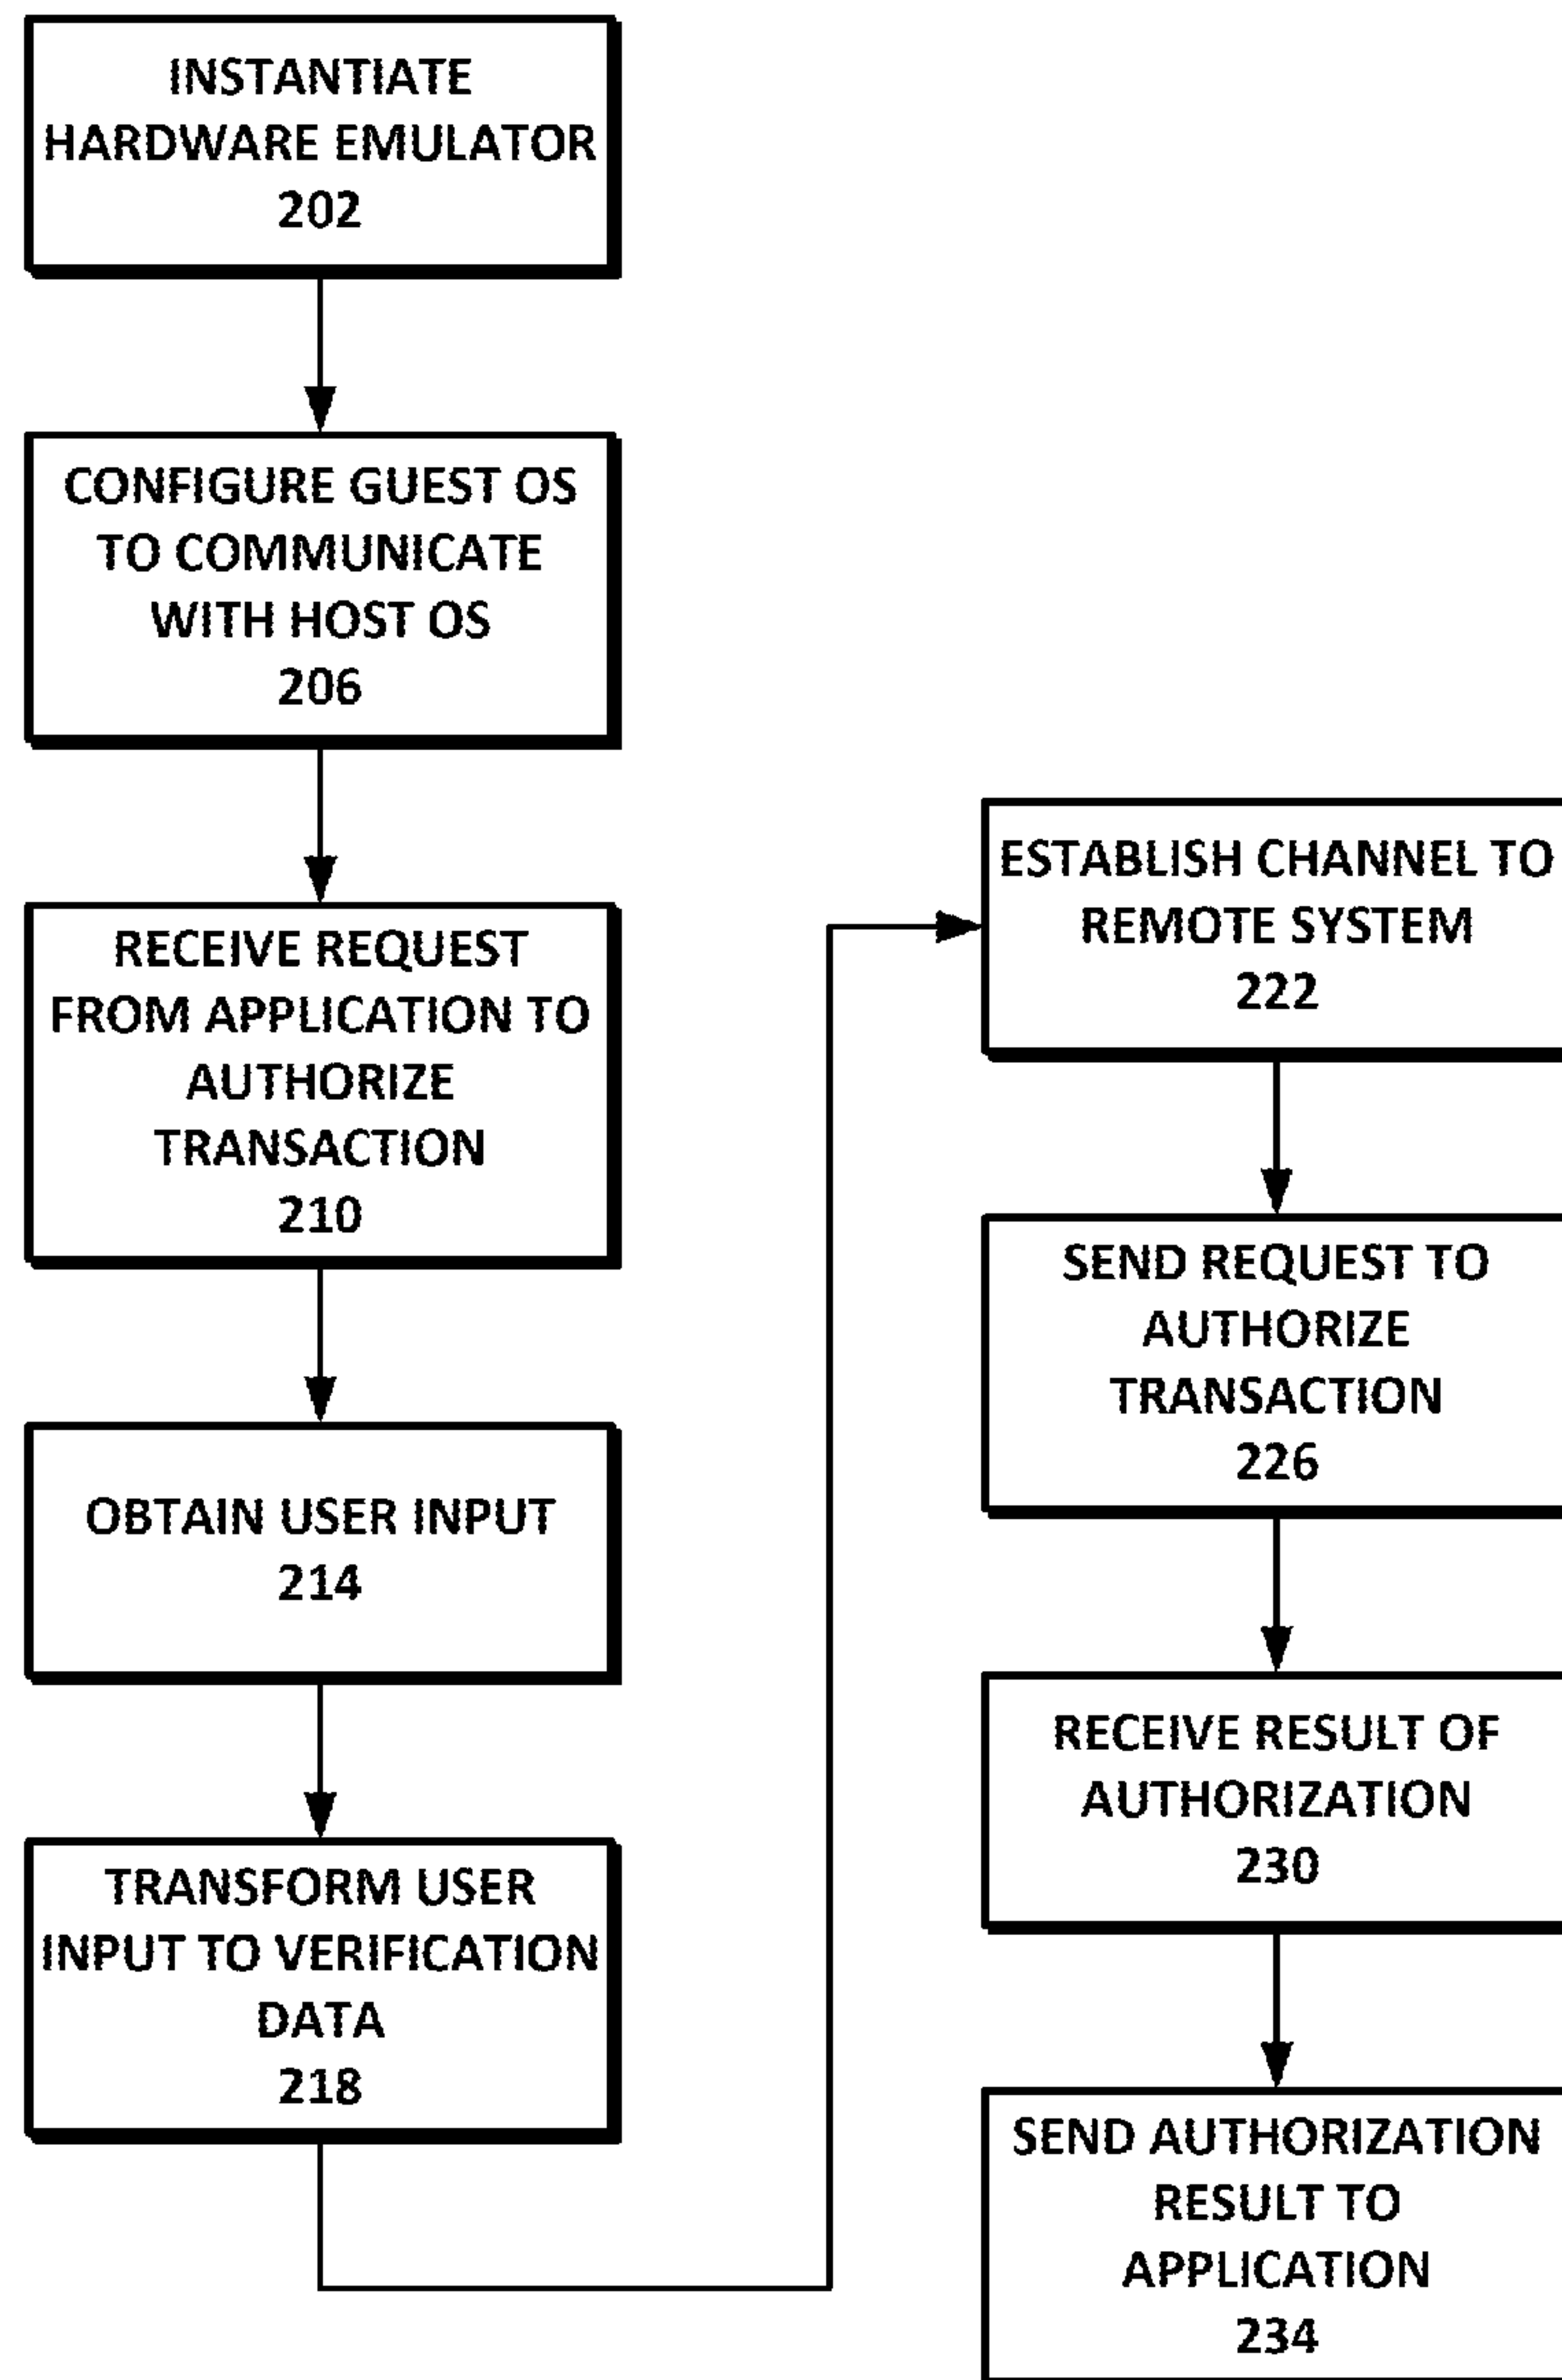 INSTANTIATE
HARDWARE EMULATOR
202
CONFIGURE GUEST OS
TO COMMUNICATE
WITH HOST OS
206
RECEIVE REQUEST
FROM APPLICATION TO
AUTHORIZE
TRANSACTION
210
OBTAIN USER INPUT
214
TRANSFORM USER
INPUT TO VERIFICATION
DATA
218
ESTABLISH CHANNEL TO
REMOTE SYSTEM
222
SEND REQUEST TO
AUTHORIZE
TRANSACTION
226
RECEIVE RESULT OF
AUTHORIZATION
230
SEND AUTHORIZATION
RESULT TO
APPLICATION
234